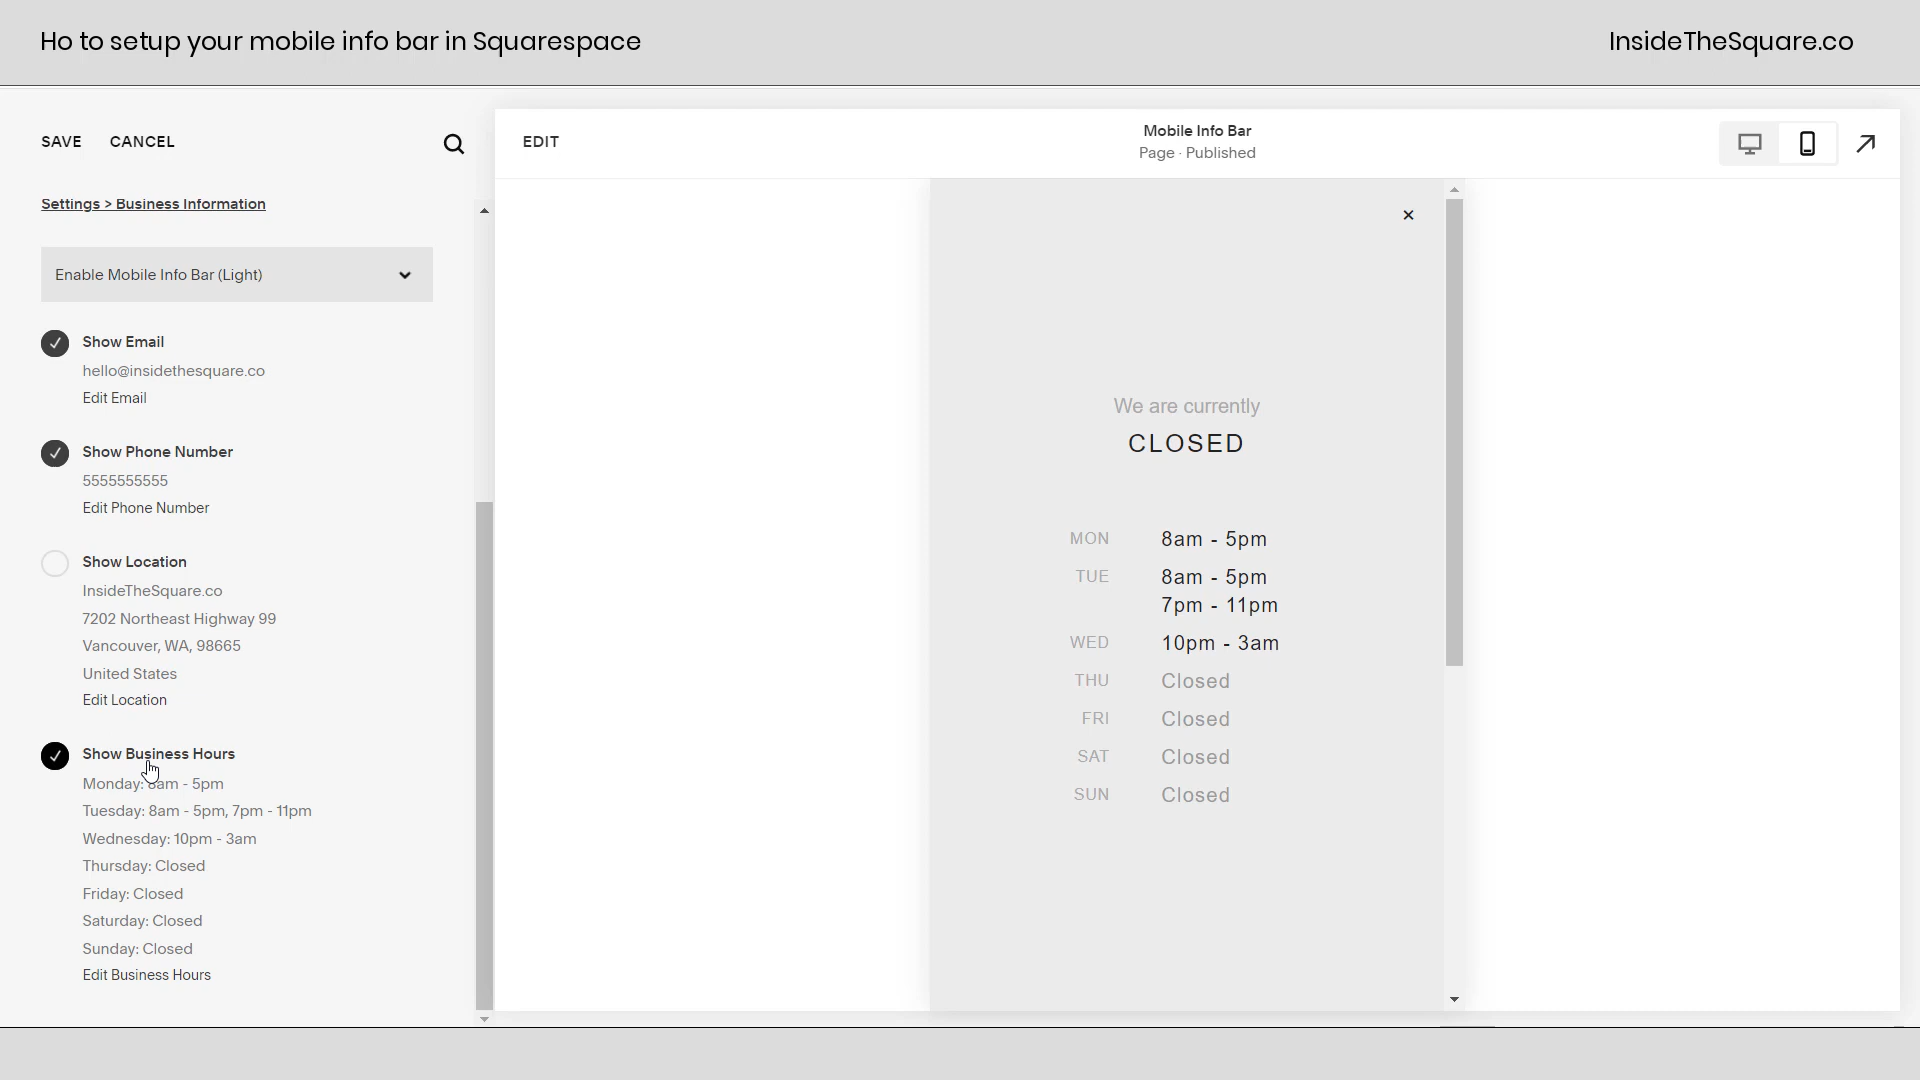 Ho to setup your mobile info bar in Squarespace
InsideTheSquare.co
SAVE CANCEL
Settings > Business Information
Enable Mobile Info Bar (Light)
Show Email
hello@insidethesquare.co
Edit Email
Show Phone Number
5555555555
Edit Phone Number
Show Location
InsideTheSquare.co
7202 Northeast Highway 99
Vancouver, WA, 98665
United States
Edit Location
Show Business Hours
Monday: 8am - 5pm
Tuesday: 8am - 5pm, 7pm - 11pm
Wednesday: 10pm - 3am
Thursday: Closed
Friday: Closed
Saturday: Closed
Sunday: Closed
Edit Business Hours
EDIT
Mobile Info Bar
Page · Published
We are currently
CLOSED
MON 8am - 5pm
TUE 8am - 5pm
7pm - 11pm
WED 10pm - 3am
THU Closed
FRI Closed
SAT Closed
SUN Closed